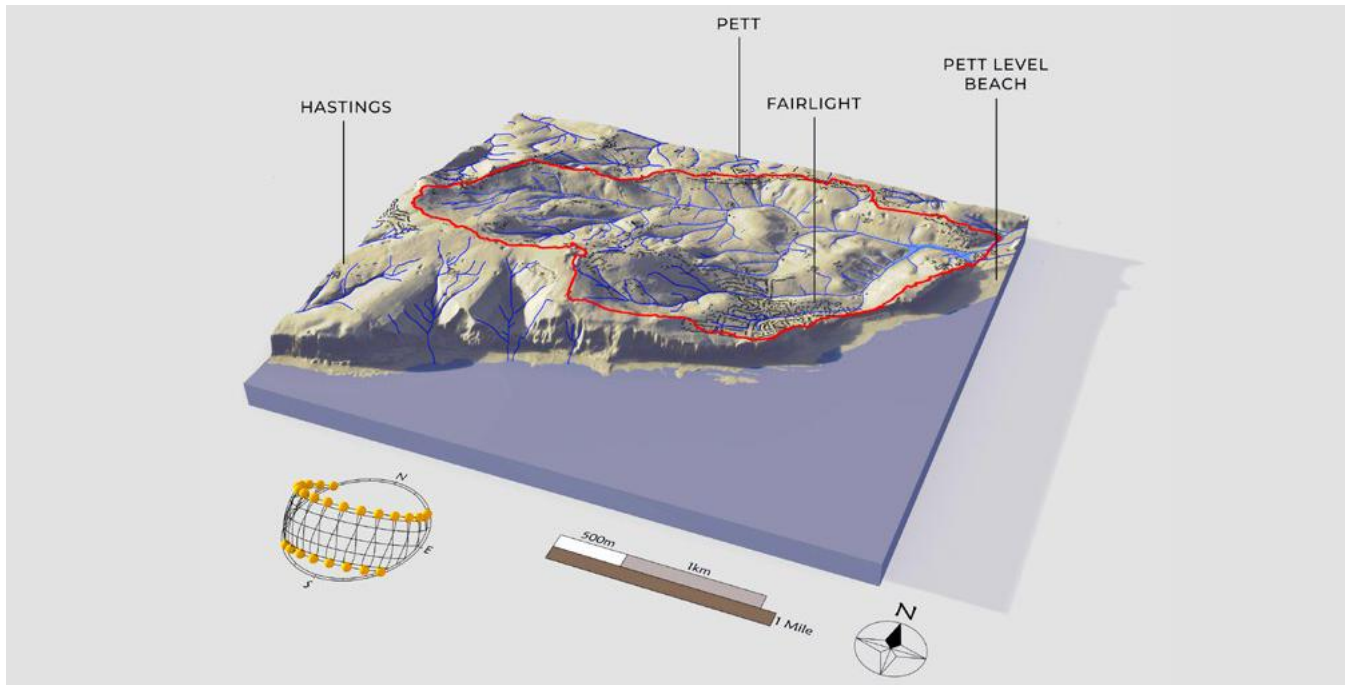 PETT
PETT LEVEL
BEACH
HASTINGS
FAIRLIGHT
N
E
S
500m
1km
1 Mile
N